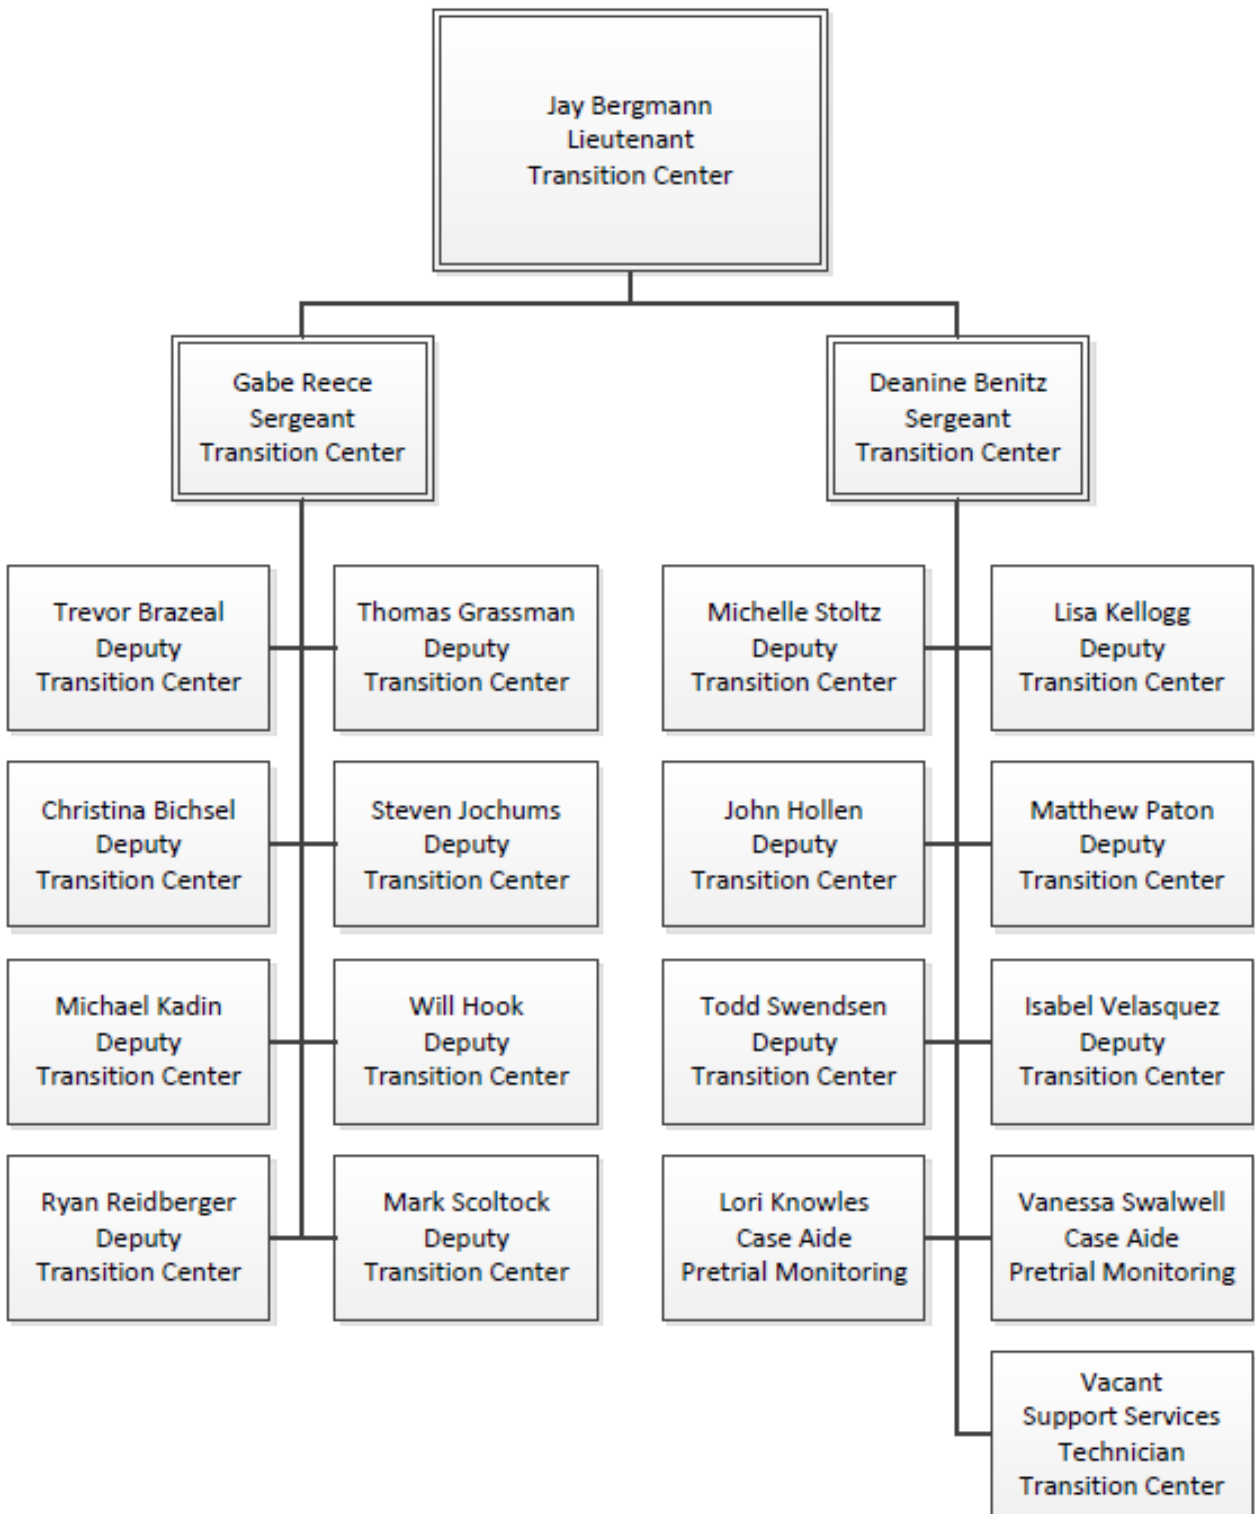 Jay Bergmann
Lieutenant
Transition Center
Gabe Reece
Sergeant
Transition Center
Deanine Benitz
Sergeant
Transition Center
Trevor Brazeal
Deputy
Transition Center
Thomas Grassman
Deputy
Transition Center
Michelle Stoltz
Deputy
Transition Center
Lisa Kellogg
Deputy
Transition Center
Christina Bichsel
Deputy
Transition Center
Steven Jochums
Deputy
Transition Center
John Hollen
Deputy
Transition Center
Matthew Paton
Deputy
Transition Center
Michael Kadin
Deputy
Transition Center
Will Hook
Deputy
Transition Center
Todd Swendsen
Deputy
Transition Center
Isabel Velasquez
Deputy
Transition Center
Ryan Reidberger
Deputy
Transition Center
Mark Scoltock
Deputy
Transition Center
Lori Knowles
Case Aide
Pretrial Monitoring
Vanessa Swalwell
Case Aide
Pretrial Monitoring
Vacant
Support Services
Technician
Transition Center